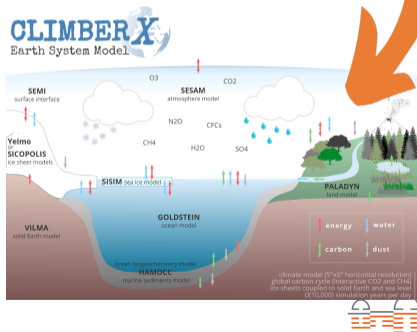 CLIMBER X
Earth System Model
O3
CO2
SEMI
surface interface
SESAM
atmosphere model
N2O
CFCs
Yelmo
or
SICOPOLIS
ice sheet models
CH4
H2O
SO4
SISIM sea ice model
PALADYN
land model
VILMA
solid Earth model
GOLDSTEIN
ocean model
energy
water
carbon
dust
ocean biogeochemistry model
HAMOCC
marine sediments model
climate model (5°x5° horizontal resolution)
global carbon cycle (interactive CO2 and CH4)
ice sheets coupled to solid Earth and sea level
O(10,000) simulation years per day